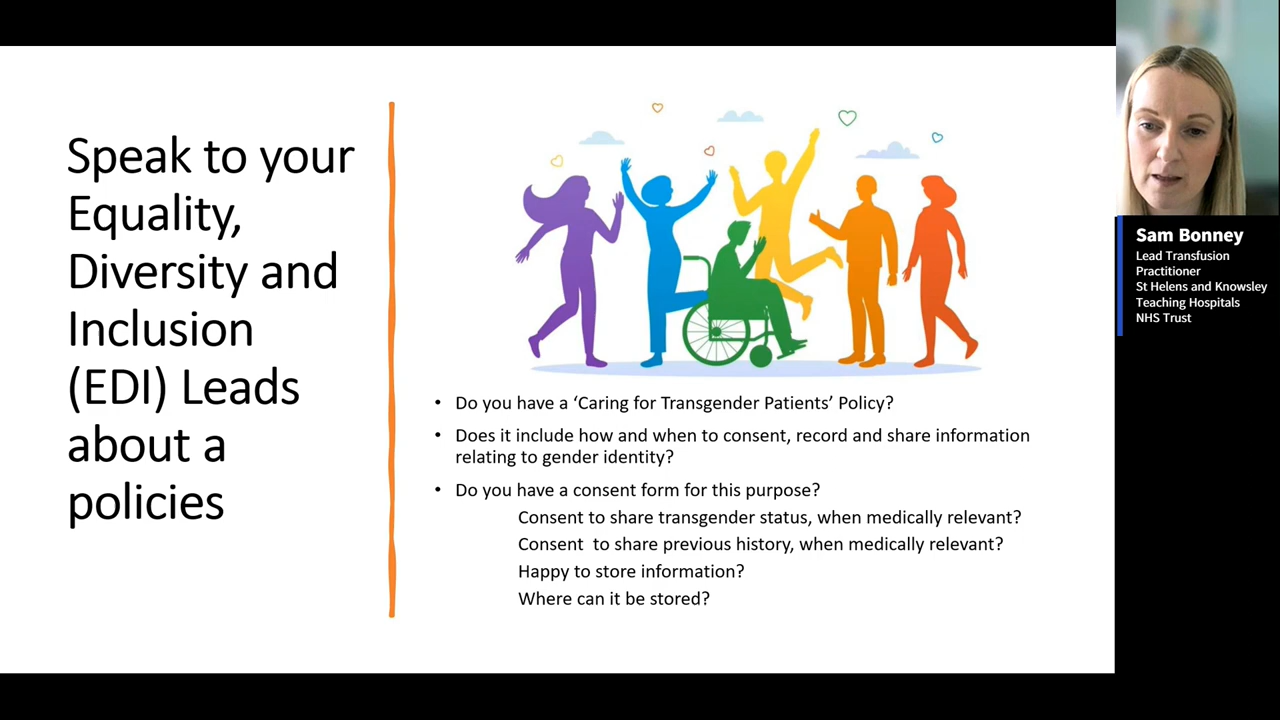 Speak to your
Equality,
Diversity and
Inclusion
(EDI) Leads
about a
policies
• Do you have a ‘Caring for Transgender Patients’ Policy?
• Does it include how and when to consent, record and share information
relating to gender identity?
• Do you have a consent form for this purpose?
Consent to share transgender status, when medically relevant?
Consent  to share previous history, when medically relevant?
Happy to store information?
Where can it be stored?
Sam Bonney
Lead Transfusion
Practitioner
St Helens and Knowsley
Teaching Hospitals
NHS Trust